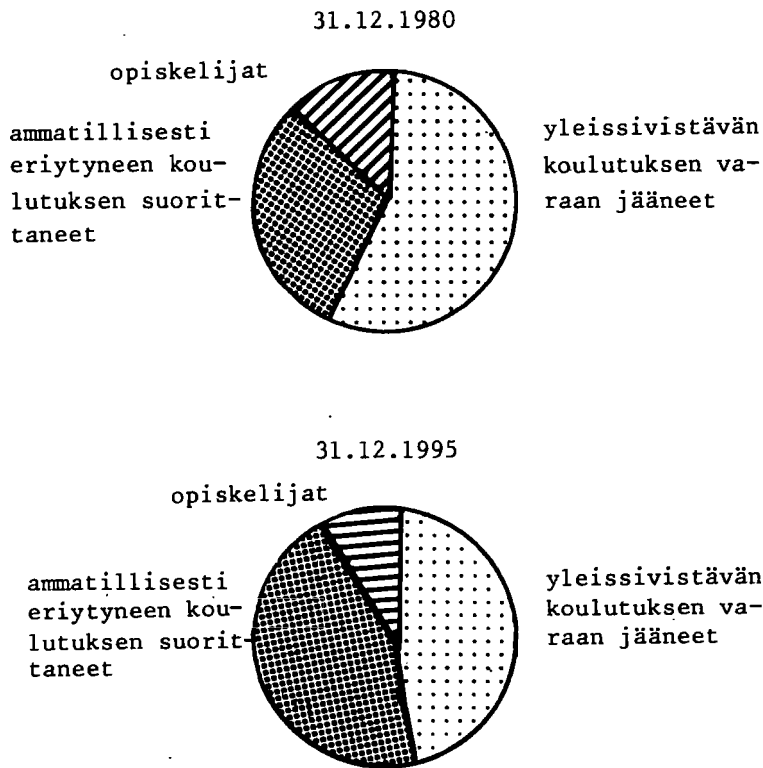 31.12.1980
opiskelijat
ammatillisesti
eriytyneen kou-
lutuksen suorit-
taneet
yleissivistävän
koulutuksen va-
raan jääneet
31.12.1995
opiskelijat
ammatillisesti
eriytyneen kou-
lutuksen suorit-
taneet
yleissivistävän
koulutuksen va-
raan jääneet